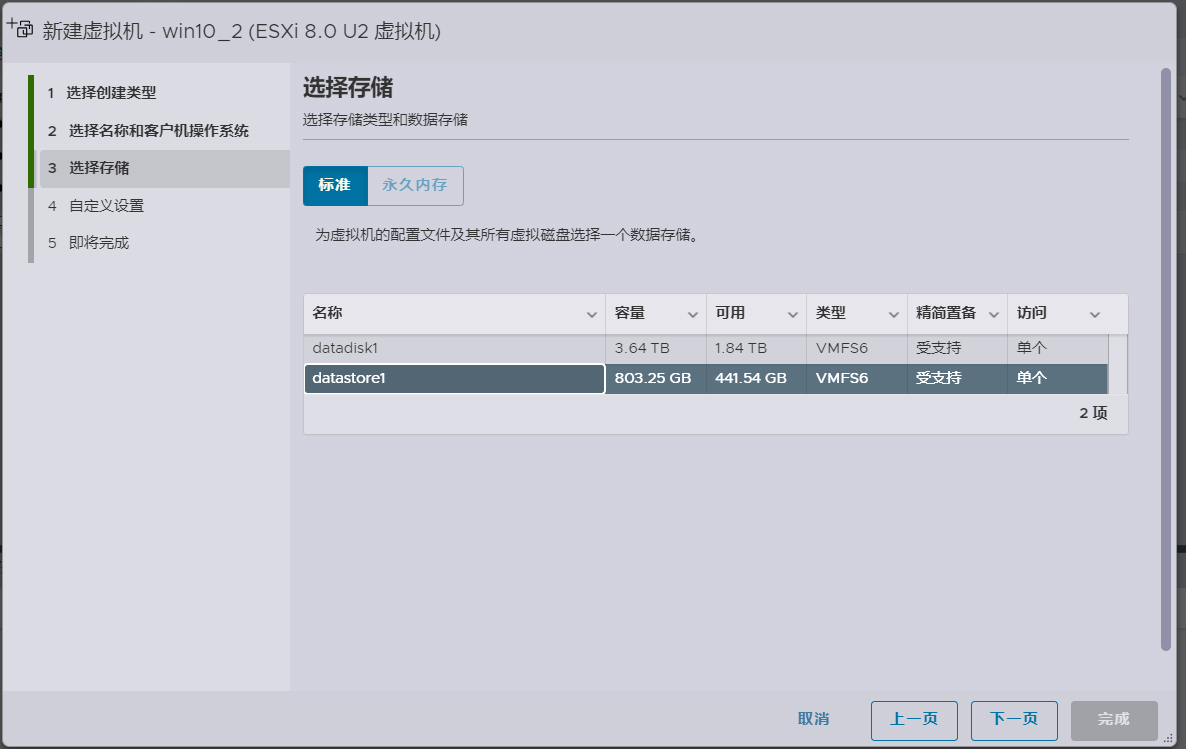 新建虚拟机 - win10_2 (ESXi 8.0 U2 虚拟机)
1 选择创建类型
2 选择名称和客户机操作系统
3 选择存储
4 自定义设置
5 即将完成
选择存储
选择存储类型和数据存储
标准 永久内存
为虚拟机的配置文件及其所有虚拟磁盘选择一个数据存储。
名称 容量 可用 类型 精简置备 访问
datadisk1 3.64 TB 1.84 TB VMFS6 受支持 单个
datastore1 803.25 GB 441.54 GB VMFS6 受支持 单个
2 项
取消 上一页 下一页 完成